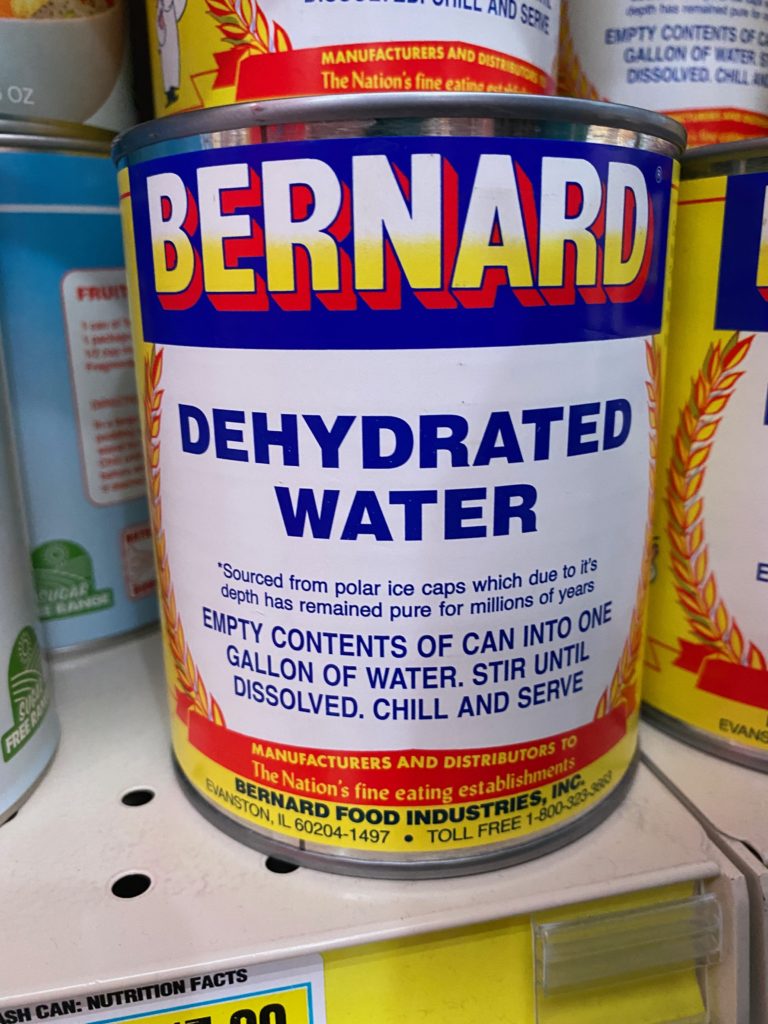 DISSOLVED. CHILL AND SERVE
MANUFACTURERS AND DISTRIBUTORS
The Nation's fine eating
EMPTY CONTENTS OF
GALLON OF WATER.
DISSOLVED. CHILL
OZ
BERNARD®
DEHYDRATED
WATER
*Sourced from polar ice caps which due to it's
depth has remained pure for millions of years
EMPTY CONTENTS OF CAN INTO ONE
GALLON OF WATER. STIR UNTIL
DISSOLVED. CHILL AND SERVE
MANUFACTURERS AND DISTRIBUTORS TO
The Nation's fine eating establishments
BERNARD FOOD INDUSTRIES, INC.
EVANSTON, IL 60204-1497 • TOLL FREE 1-800-323-3663
SUGAR
FREE RANGE
CAN: NUTRITION FACTS